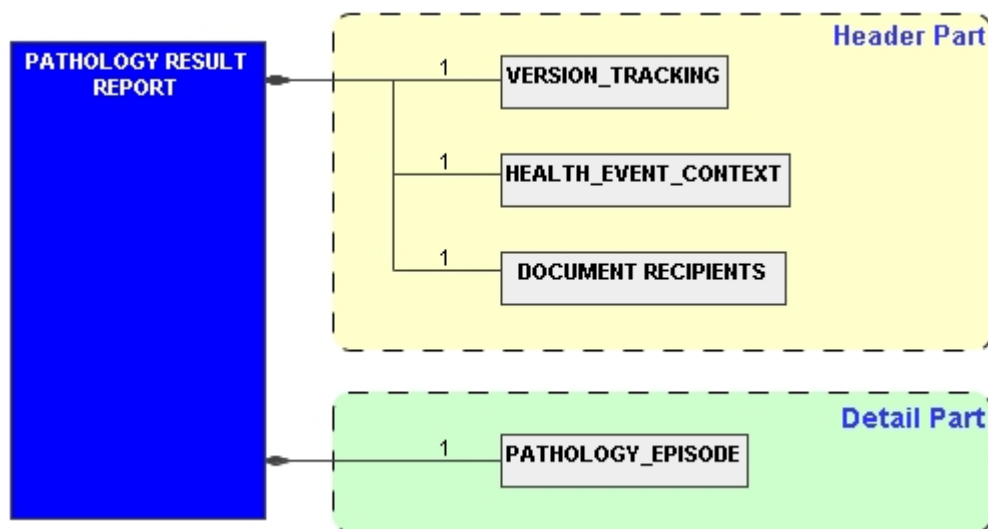 Header Part
PATHOLOGY RESULT
REPORT
1
VERSION_TRACKING
1
HEALTH_EVENT_CONTEXT
1
DOCUMENT RECIPIENTS
Detail Part
1
PATHOLOGY_EPISODE